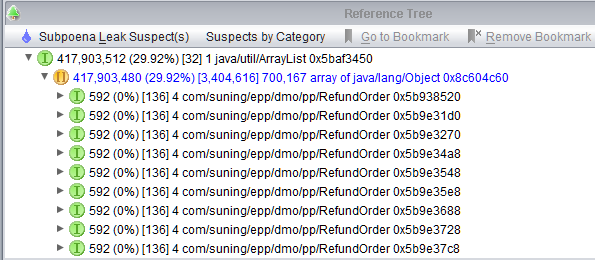 Reference Tree
Subpoena Leak Suspect(s) Suspects by Category Go to Bookmark Remove Bookmark
417,903,512 (29.92%) [32] 1 java/util/ArrayList 0x5baf3450
417,903,480 (29.92%) [3,404,616] 700,167 array of java/lang/Object 0x8c604c60
592 (0%) [136] 4 com/suning/epp/dmo/pp/RefundOrder 0x5b938520
592 (0%) [136] 4 com/suning/epp/dmo/pp/RefundOrder 0x5b9e31d0
592 (0%) [136] 4 com/suning/epp/dmo/pp/RefundOrder 0x5b9e3270
592 (0%) [136] 4 com/suning/epp/dmo/pp/RefundOrder 0x5b9e34a8
592 (0%) [136] 4 com/suning/epp/dmo/pp/RefundOrder 0x5b9e3548
592 (0%) [136] 4 com/suning/epp/dmo/pp/RefundOrder 0x5b9e35e8
592 (0%) [136] 4 com/suning/epp/dmo/pp/RefundOrder 0x5b9e3688
592 (0%) [136] 4 com/suning/epp/dmo/pp/RefundOrder 0x5b9e3728
592 (0%) [136] 4 com/suning/epp/dmo/pp/RefundOrder 0x5b9e37c8